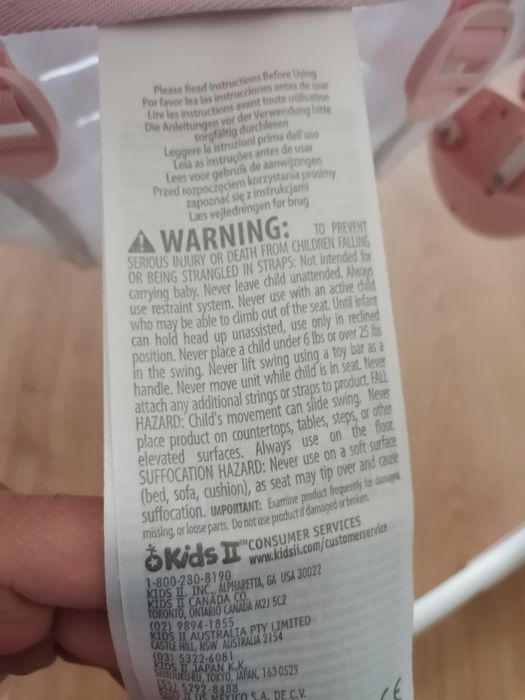 Please Read Instructions Before Using
Por favor lea las instrucciones antes de usar
Lire les instructions avant toute utilisation
Die Anleitungen vor der Verwendung bitte
sorgfältig durchlesen
Leggere le istruzioni prima dell'uso
Leia as instruções antes de usar
Lees voor gebruik de aanwijzingen
Przed rozpoczęciem korzystania prosimy
zapoznać się z instrukcjami
Læs vejledningen før brug
WARNING: TO PREVENT
SERIOUS INJURY OR DEATH FROM CHILDREN FALLING
OR BEING STRANGLED IN STRAPS: Not intended for
carrying baby. Never leave child unattended. Always
use restraint system. Never use with an active child
who may be able to climb out of the seat. Until infant
can hold head up unassisted, use only in reclined
position. Never place a child under 6 lbs or over 25 lbs
in the swing. Never lift swing using a toy bar as a
handle. Never move unit while child is in seat. Never
attach any additional strings or straps to product. FALL
HAZARD: Child's movement can slide swing. Never
place product on countertops, tables, steps, or other
elevated surfaces. Always use on the floor.
SUFFOCATION HAZARD: Never use on a soft surface
(bed, sofa, cushion), as seat may tip over and cause
suffocation. IMPORTANT: Examine product frequently for damaged,
missing, or loose parts. Do not use product if damaged or broken.
Kids II™ CONSUMER SERVICES
www.kidsii.com/customerservice
1-800-230-8190
KIDS II, INC., ALPHARETTA, GA USA 30022
KIDS II CANADA CO.
TORONTO, ONTARIO CANADA M2J 5C2
(02) 9894-1855
KIDS II AUSTRALIA PTY LIMITED
CASTLE HILL, NSW AUSTRALIA 2154
(03) 5322-6081
KIDS II JAPAN K.K.
SHINJUKU-KU, TOKYO, JAPAN, 163-0529
(55) 5292-8488
KIDS II US MEXICO S.A. DE C.V.
CE